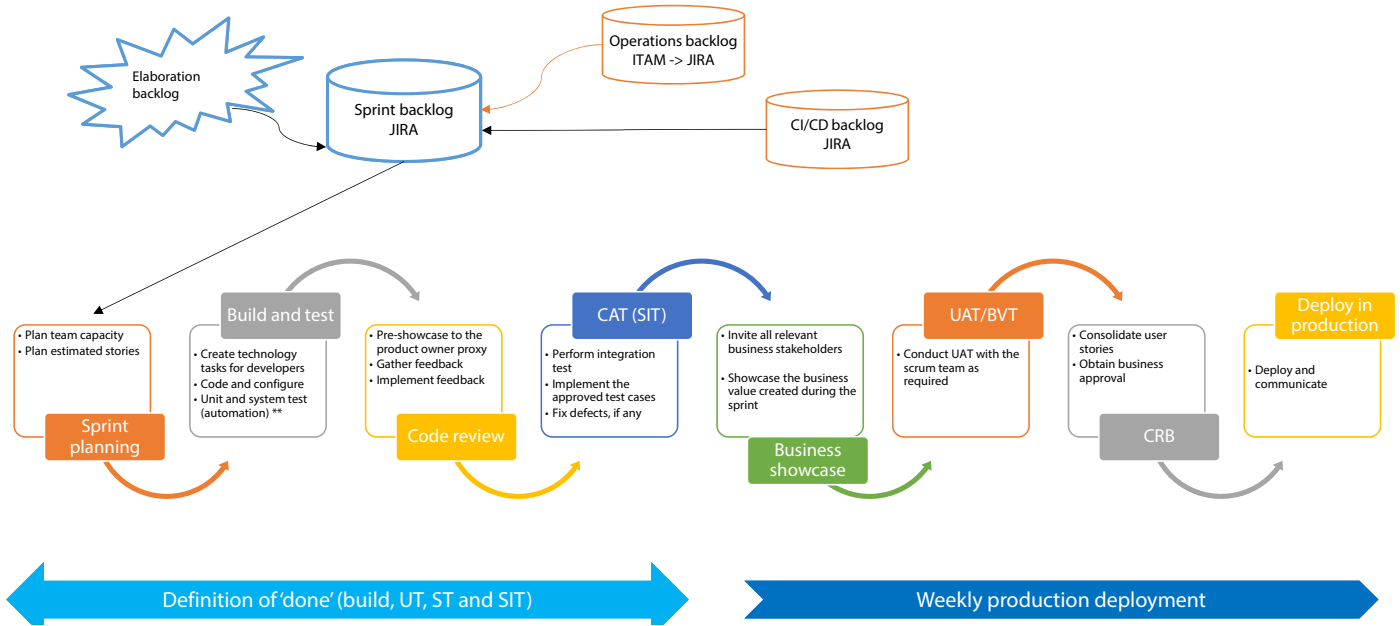 Elaboration
backlog
Sprint backlog
JIRA
Operations backlog
ITAM -> JIRA
CI/CD backlog
JIRA
• Plan team capacity
• Plan estimated stories
Sprint
planning
Build and test
• Create technology
tasks for developers
• Code and configure
• Unit and system test
(automation) **
• Pre-showcase to the
product owner proxy
• Gather feedback
• Implement feedback
Code review
CAT (SIT)
• Perform integration
test
• Implement the
approved test cases
• Fix defects, if any
• Invite all relevant
business stakeholders
• Showcase the business
value created during the
sprint
Business
showcase
UAT/BVT
• Conduct UAT with the
scrum team as
required
• Consolidate user
stories
• Obtain business
approval
CRB
Deploy in
production
• Deploy and
communicate
Definition of ‘done’ (build, UT, ST and SIT)
Weekly production deployment